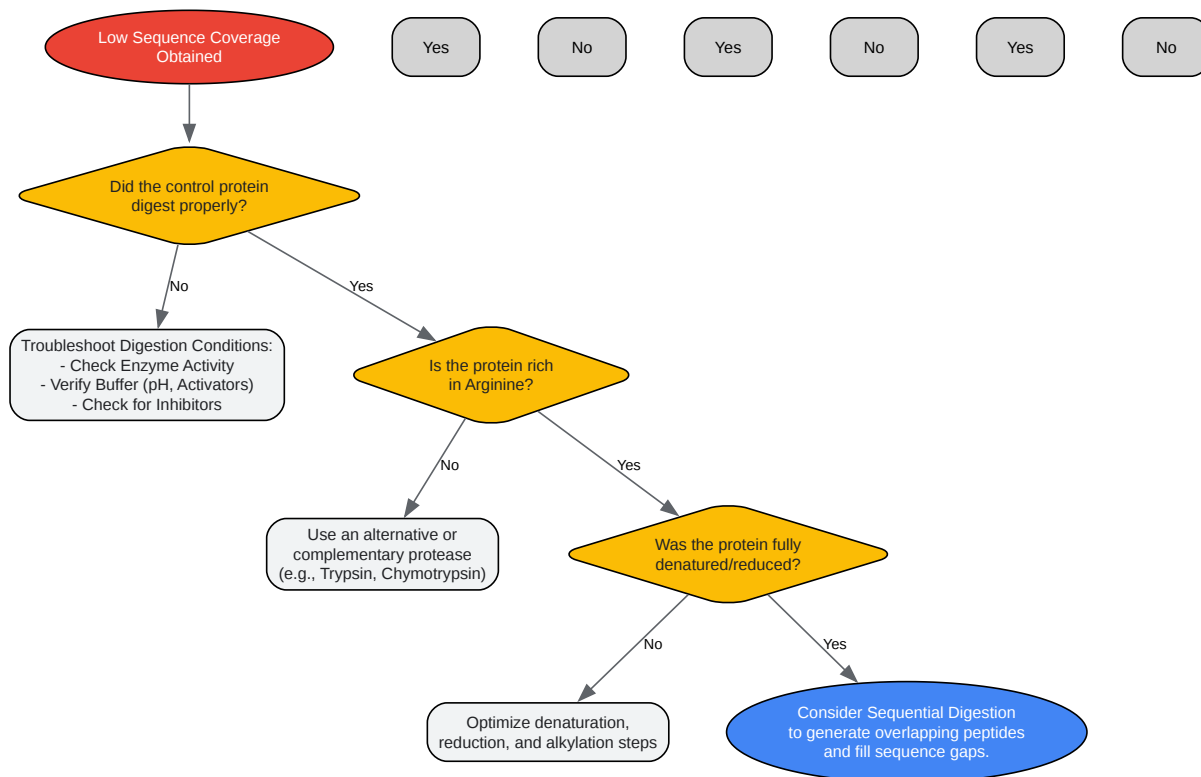 Low Sequence Coverage
Obtained
Yes
No
Yes
No
Yes
No
Did the control protein
digest properly?
No
Yes
Troubleshoot Digestion Conditions:
- Check Enzyme Activity
- Verify Buffer (pH, Activators)
- Check for Inhibitors
Is the protein rich
in Arginine?
No
Yes
Use an alternative or
complementary protease
(e.g., Trypsin, Chymotrypsin)
Was the protein fully
denatured/reduced?
No
Yes
Optimize denaturation,
reduction, and alkylation steps
Consider Sequential Digestion
to generate overlapping peptides
and fill sequence gaps.